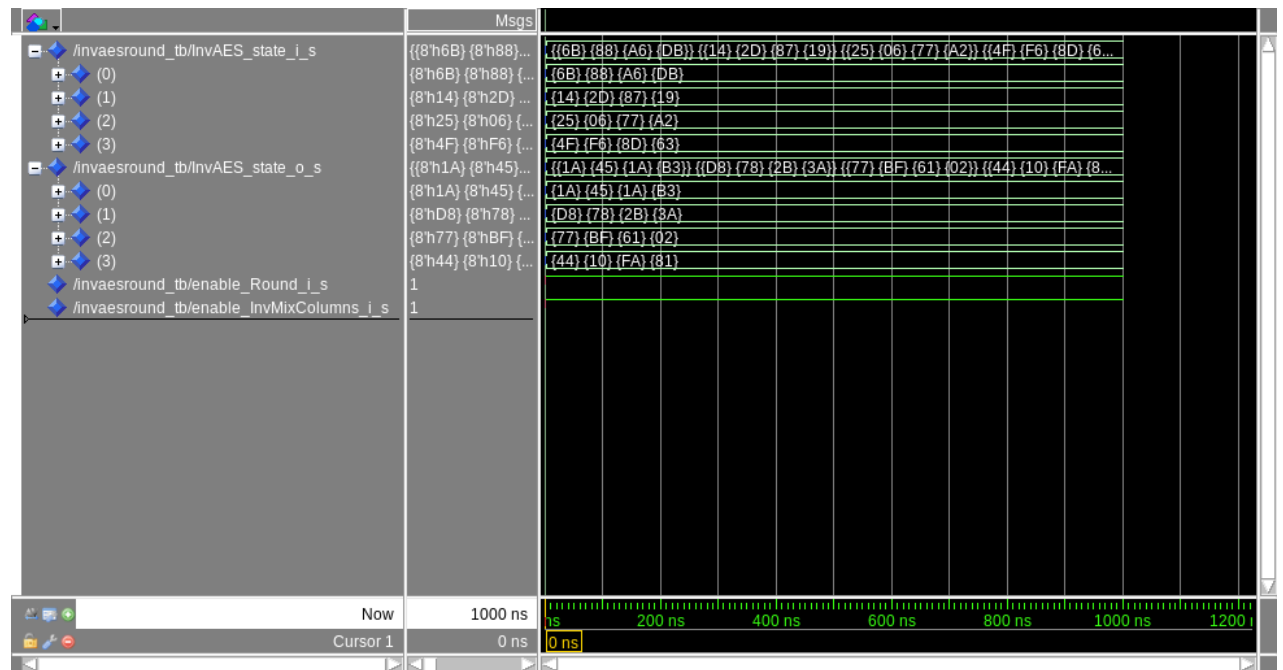 Msgs
/invaesround_tb/InvAES_state_i_s {{8'h6B} {8'h88}... {{6B} {88} {A6} {DB}} {{14} {2D} {87} {19}} {{25} {06} {77} {A2}} {{4F} {F6} {8D} {6...
(0) {8'h6B} {8'h88} {... {6B} {88} {A6} {DB}
(1) {8'h14} {8'h2D} ... {14} {2D} {87} {19}
(2) {8'h25} {8'h06} {... {25} {06} {77} {A2}
(3) {8'h4F} {8'hF6} {... {4F} {F6} {8D} {63}
/invaesround_tb/InvAES_state_o_s {{8'h1A} {8'h45}... {{1A} {45} {1A} {B3}} {{D8} {78} {2B} {3A}} {{77} {BF} {61} {02}} {{44} {10} {FA} {8...
(0) {8'h1A} {8'h45} {... {1A} {45} {1A} {B3}
(1) {8'hD8} {8'h78} ... {D8} {78} {2B} {3A}
(2) {8'h77} {8'hBF} {... {77} {BF} {61} {02}
(3) {8'h44} {8'h10} {... {44} {10} {FA} {81}
/invaesround_tb/enable_Round_i_s 1
/invaesround_tb/enable_InvMixColumns_i_s 1
Now 1000 ns ns 200 ns 400 ns 600 ns 800 ns 1000 ns 1200
Cursor 1 0 ns 0 ns